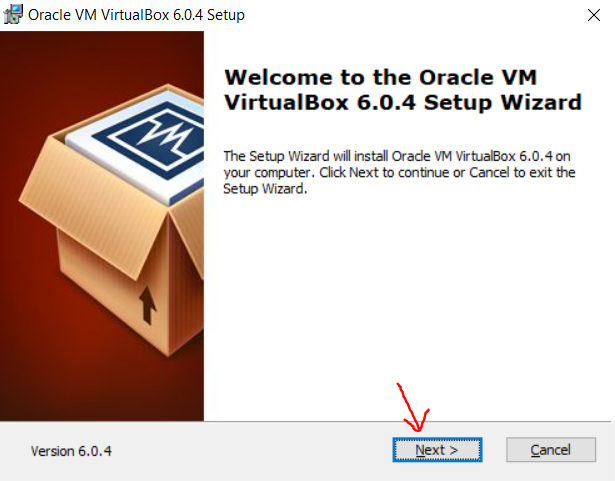 Oracle VM VirtualBox 6.0.4 Setup
Welcome to the Oracle VM
VirtualBox 6.0.4 Setup Wizard
The Setup Wizard will install Oracle VM VirtualBox 6.0.4 on
your computer. Click Next to continue or Cancel to exit the
Setup Wizard.
Version 6.0.4
Next >
Cancel